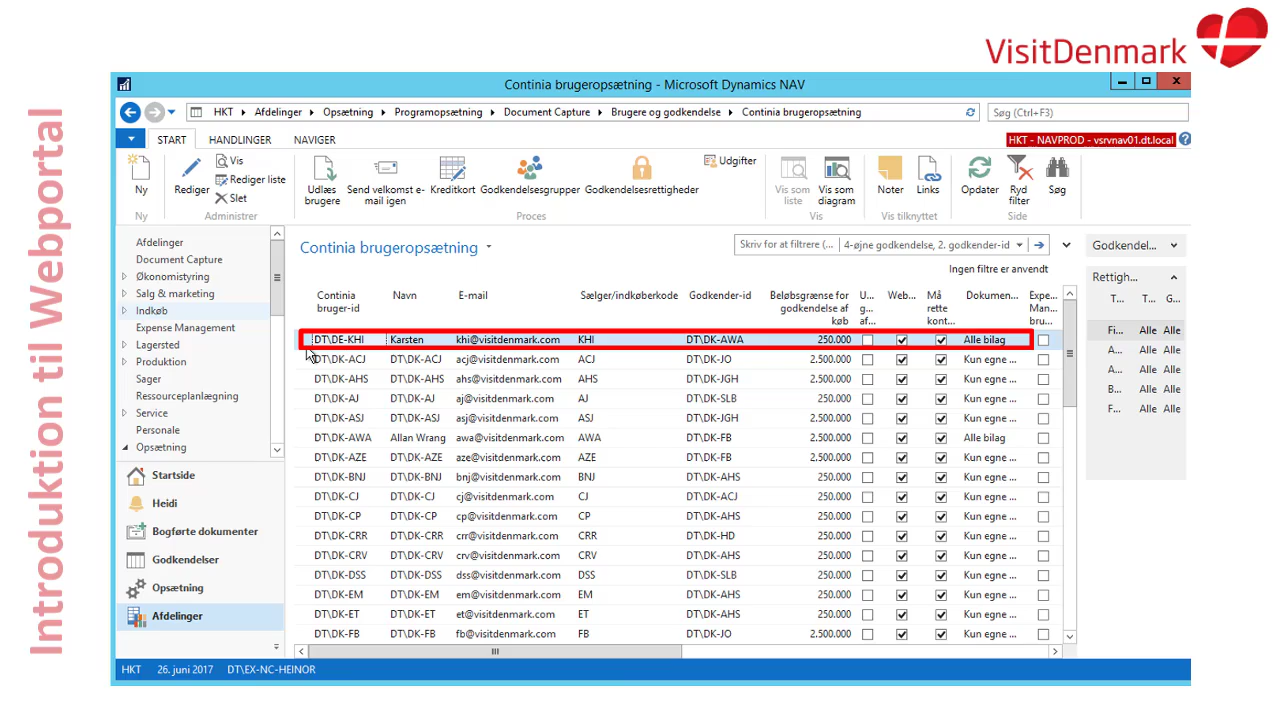 VisitDenmark
Introduktion til Webportal
Continia brugeropsætning - Microsoft Dynamics NAV
HKT Afdelinger Opsætning Programopsætning Document Capture Brugere og godkendelse Continia brugeropsætning
Søg (Ctrl+F3)
START HANDLINGER NAVIGER
HKT - NAVPROD - vsrvnav01.dt.local
Ny
Rediger
Vis
Rediger liste
Slet
Udlæs brugere
Send velkomst e-mail igen
Kreditkort
Godkendelsesgrupper
Godkendelsesrettigheder
Udgifter
Vis som liste
Vis som diagram
Noter
Links
Opdater
Ryd filter
Søg
Ny Administrer Proces Vis Vis tilknyttet Side
Afdelinger
Document Capture
Økonomistyring
Salg & marketing
Indkøb
Expense Management
Lagersted
Produktion
Sager
Ressourceplanlægning
Service
Personale
Opsætning
Startside
Heidi
Bogførte dokumenter
Godkendelser
Opsætning
Afdelinger
Continia brugeropsætning
Skriv for at filtrere (... 4-øjne godkendelse, 2. godkender-id
Ingen filtre er anvendt
Continia bruger-id Navn E-mail Sælger/indkøberkode Godkender-id Beløbsgrænse for godkendelse af køb U... g... af... Web... Må rette kont... Dokumen... Expe... Man... bru...
DT\DE-KHI Karsten khi@visitdenmark.com KHI DT\DK-AWA 250.000 Alle bilag
DT\DK-ACJ DT\DK-ACJ acj@visitdenmark.com ACJ DT\DK-JO 2.500.000 Kun egne ...
DT\DK-AHS DT\DK-AHS ahs@visitdenmark.com AHS DT\DK-JGH 2.500.000 Kun egne ...
DT\DK-AJ DT\DK-AJ aj@visitdenmark.com AJ DT\DK-SLB 250.000 Kun egne ...
DT\DK-ASJ DT\DK-ASJ asj@visitdenmark.com ASJ DT\DK-JGH 2.500.000 Kun egne ...
DT\DK-AWA Allan Wrang awa@visitdenmark.com AWA DT\DK-FB 2.500.000 Alle bilag
DT\DK-AZE DT\DK-AZE aze@visitdenmark.com AZE DT\DK-FB 2.500.000 Kun egne ...
DT\DK-BNJ DT\DK-BNJ bnj@visitdenmark.com BNJ DT\DK-AHS 250.000 Kun egne ...
DT\DK-CJ DT\DK-CJ cj@visitdenmark.com CJ DT\DK-ACJ 250.000 Kun egne ...
DT\DK-CP DT\DK-CP cp@visitdenmark.com CP DT\DK-AHS 250.000 Kun egne ...
DT\DK-CRR DT\DK-CRR crr@visitdenmark.com CRR DT\DK-HD 250.000 Kun egne ...
DT\DK-CRV DT\DK-CRV crv@visitdenmark.com CRV DT\DK-AHS 250.000 Kun egne ...
DT\DK-DSS DT\DK-DSS dss@visitdenmark.com DSS DT\DK-SLB 250.000 Kun egne ...
DT\DK-EM DT\DK-EM em@visitdenmark.com EM DT\DK-AHS 250.000 Kun egne ...
DT\DK-ET DT\DK-ET et@visitdenmark.com ET DT\DK-AHS 250.000 Kun egne ...
DT\DK-FB DT\DK-FB fb@visitdenmark.com FB DT\DK-JO 2.500.000 Kun egne ...
Godkendel...
Rettigh...
T... T... G...
Fi... Alle Alle
A... Alle Alle
A... Alle Alle
B... Alle Alle
F... Alle Alle
HKT 26. juni 2017 DT\EX-NC-HEINOR